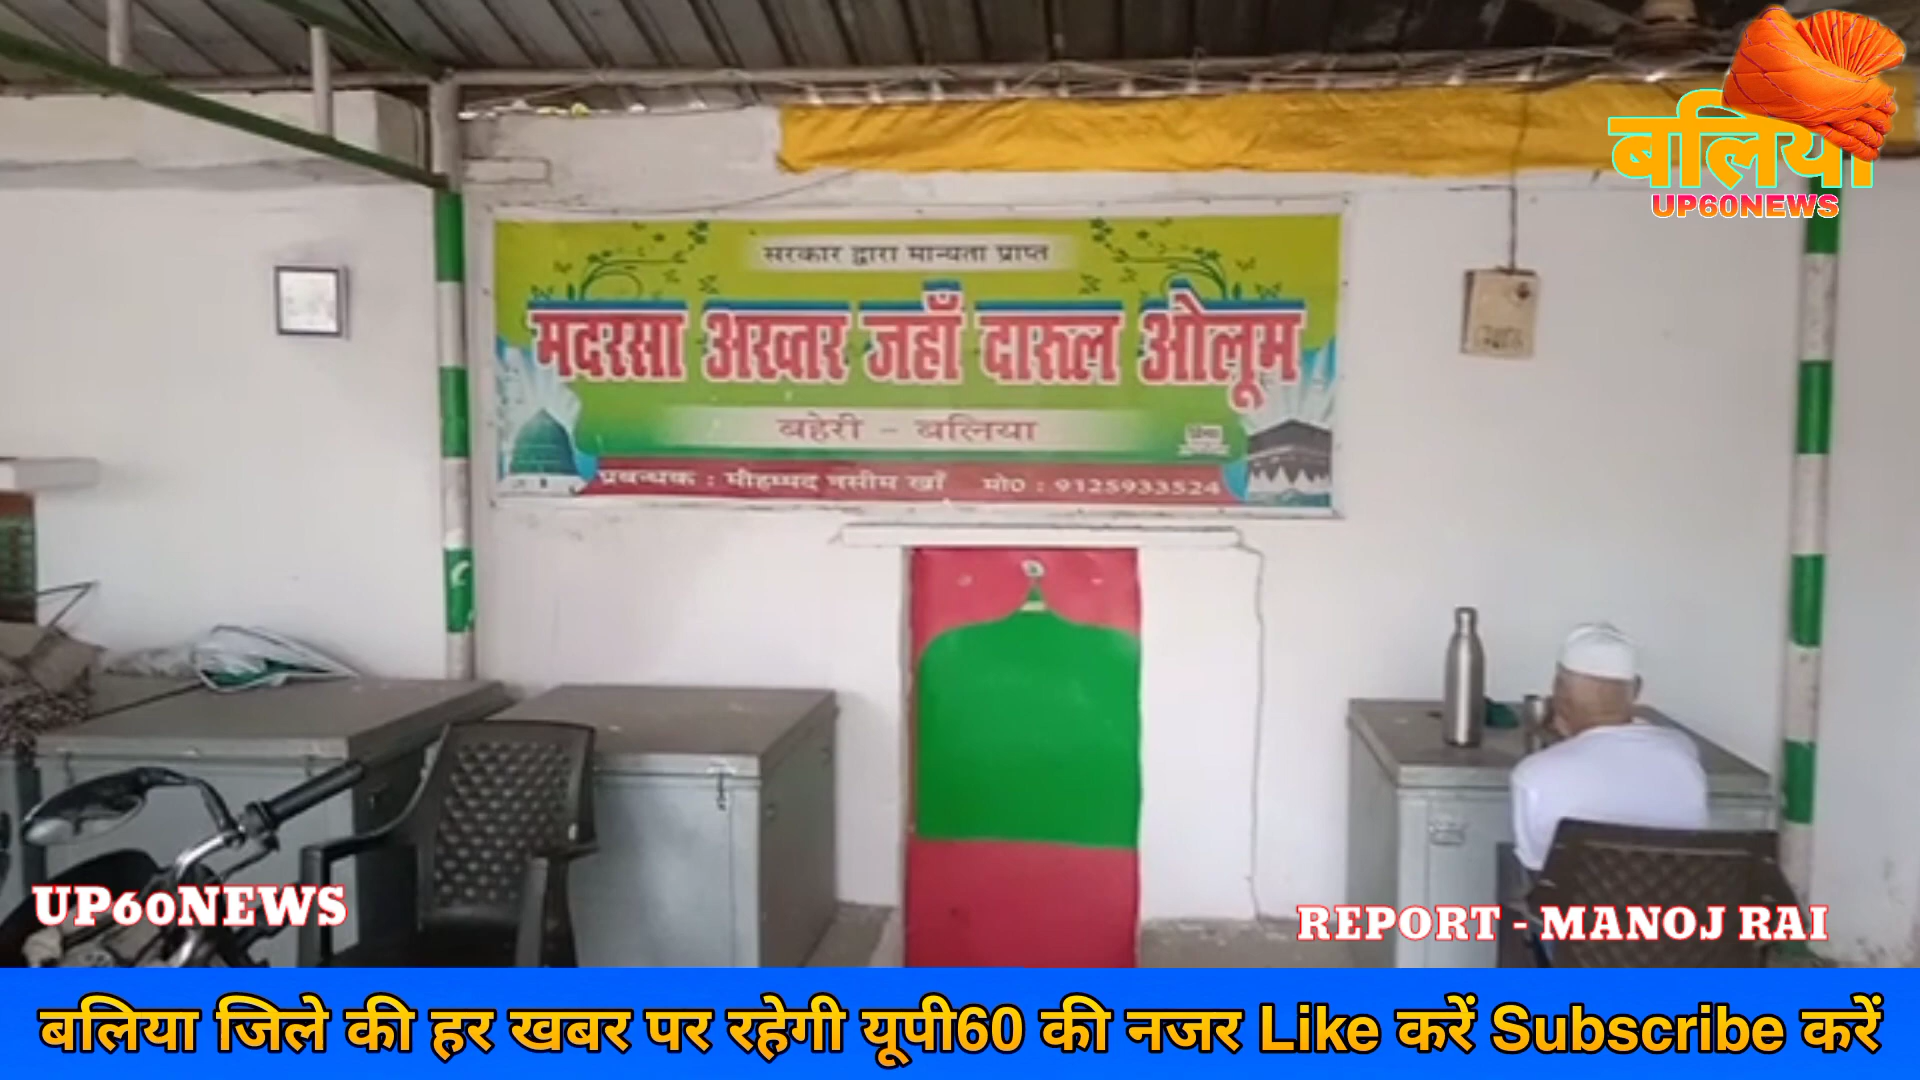 बलिया
UP60NEWS
सरकार द्वारा मान्यता प्राप्त
मदरसा अख्तर जहाँ दारुल ओलूम
बहेरी - बलिया
प्रबन्धक : मोहम्मद नसीम खाँ मो0 : 9125933524
UP60NEWS
REPORT - MANOJ RAI
बलिया जिले की हर खबर पर रहेगी यूपी60 की नजर Like करें Subscribe करें